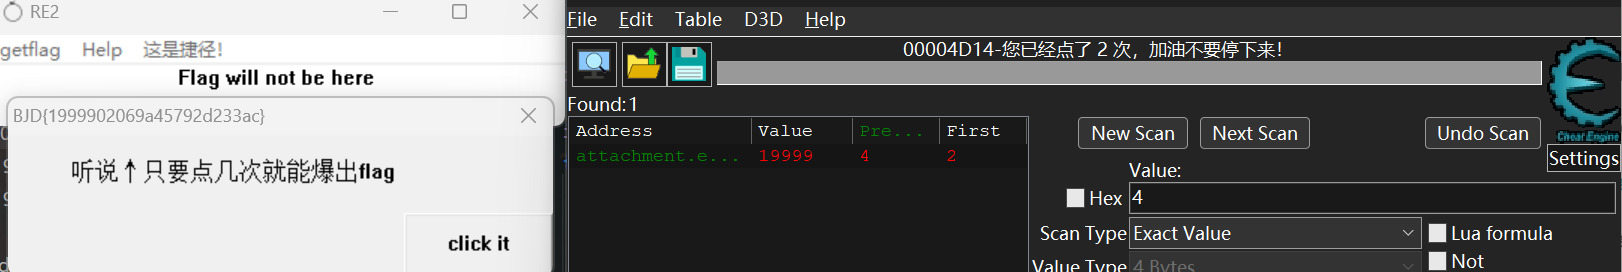 RE2
getflag Help 这是捷径!
Flag will not be here
BJD{1999902069a45792d233ac}
听说↑只要点几次就能爆出flag
click it
File Edit Table D3D Help
00004D14-您已经点了 2 次，加油不要停下来!
Found: 1
Address Value Pre... First
attachment.e... 19999 4 2
New Scan Next Scan Undo Scan
Cheat Engine
Settings
Value:
Hex 4
Scan Type Exact Value Lua formula
Value Type 4 Bytes Not